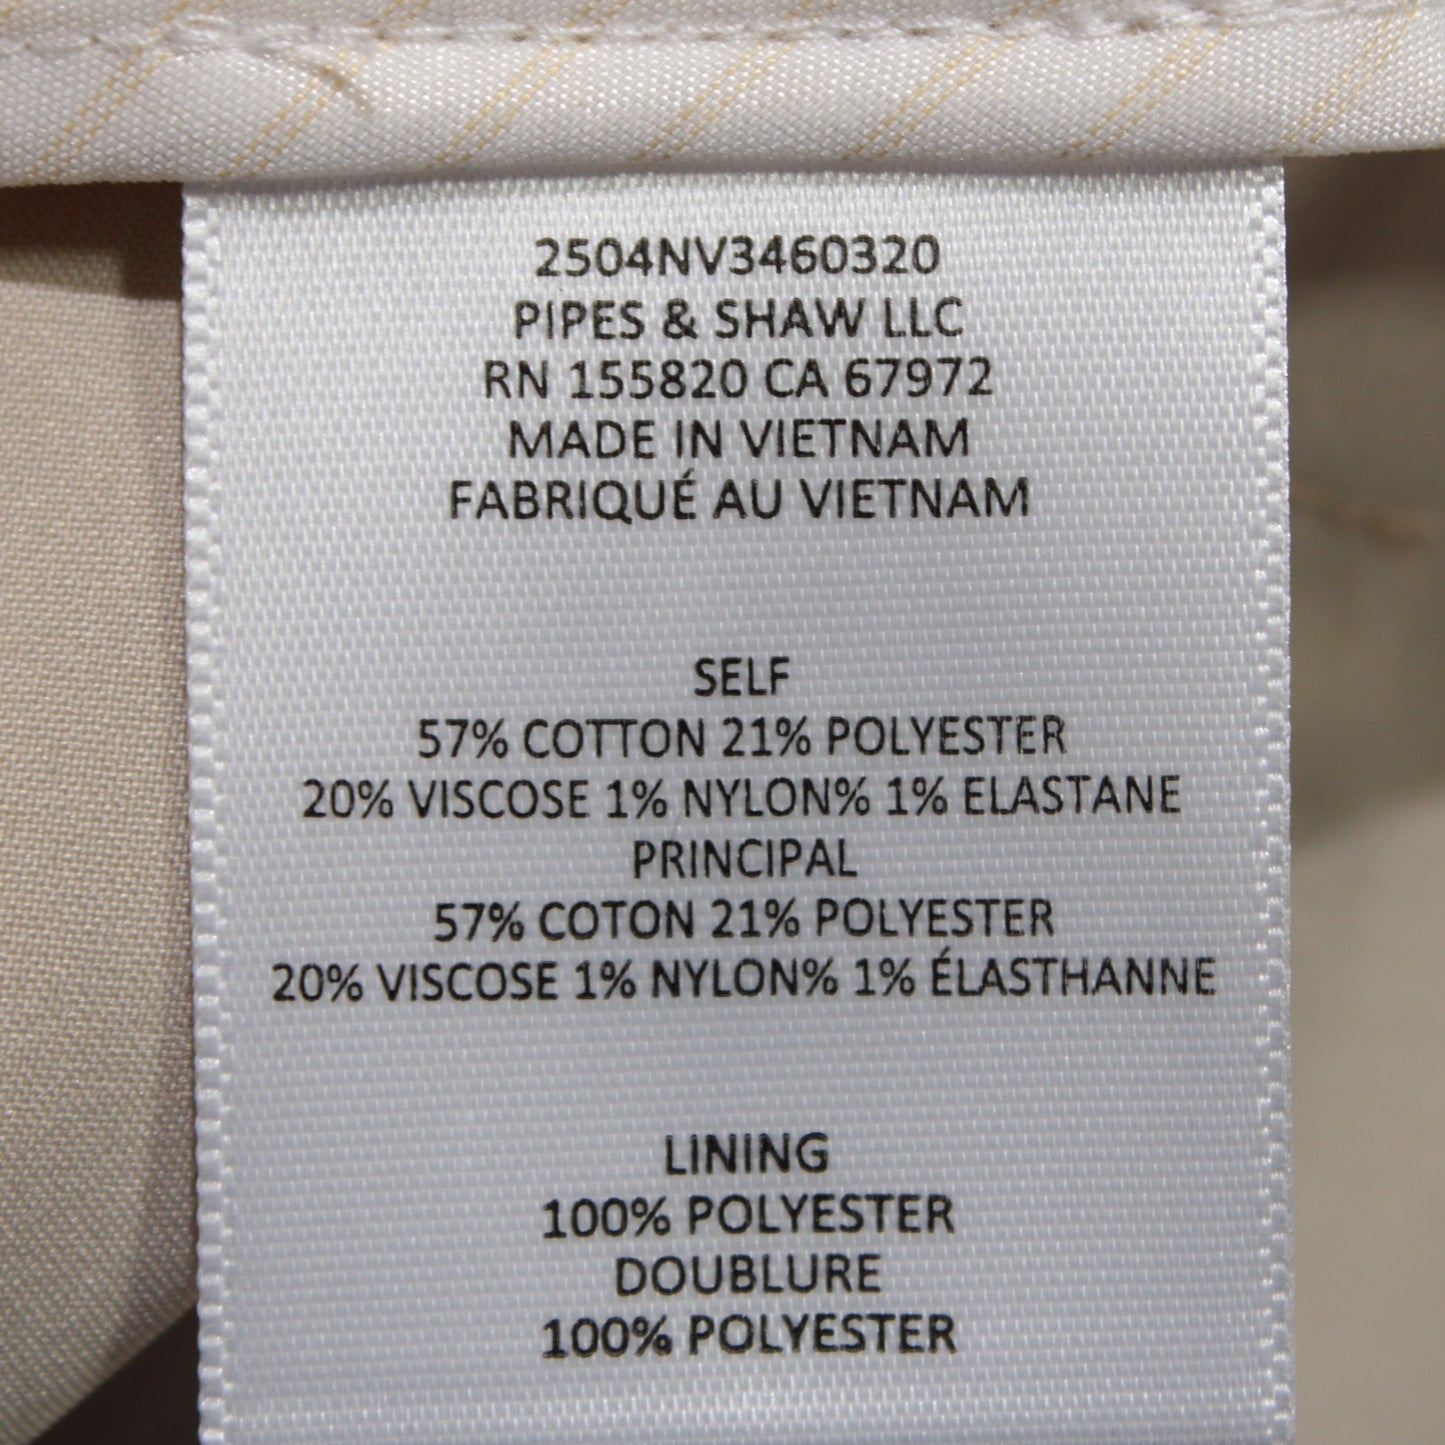 2504NV3460320
PIPES & SHAW LLC
RN 155820 CA 67972
MADE IN VIETNAM
FABRIQUÉ AU VIETNAM
SELF
57% COTTON 21% POLYESTER
20% VISCOSE 1% NYLON% 1% ELASTANE
PRINCIPAL
57% COTON 21% POLYESTER
20% VISCOSE 1% NYLON% 1% ÉLASTHANNE
LINING
100% POLYESTER
DOUBLURE
100% POLYESTER